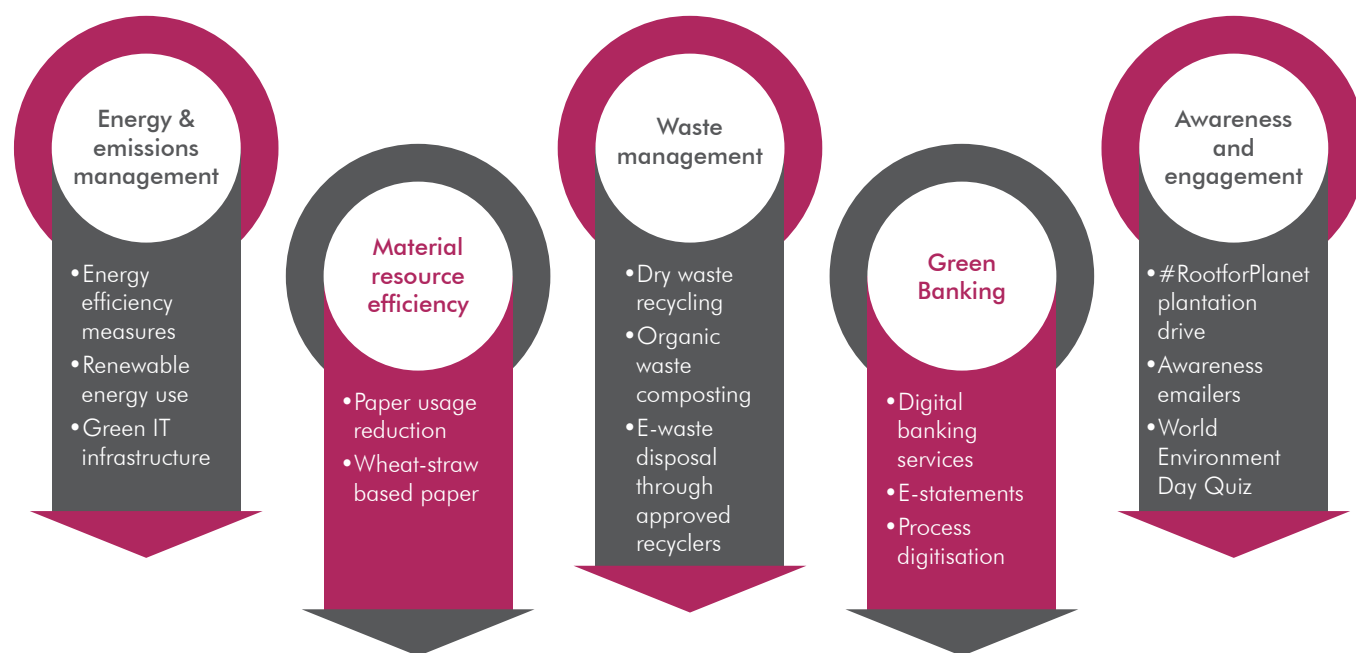 Energy &
emissions
management
•Energy
efficiency
measures
•Renewable
energy use
•Green IT
infrastructure
Material
resource
efficiency
•Paper usage
reduction
•Wheat-straw
based paper
Waste
management
•Dry waste
recycling
•Organic
waste
composting
•E-waste
disposal
through
approved
recyclers
Green
Banking
•Digital
banking
services
•E-statements
•Process
digitisation
Awareness
and
engagement
•#RootforPlanet
plantation
drive
•Awareness
emailers
•World
Environment
Day Quiz